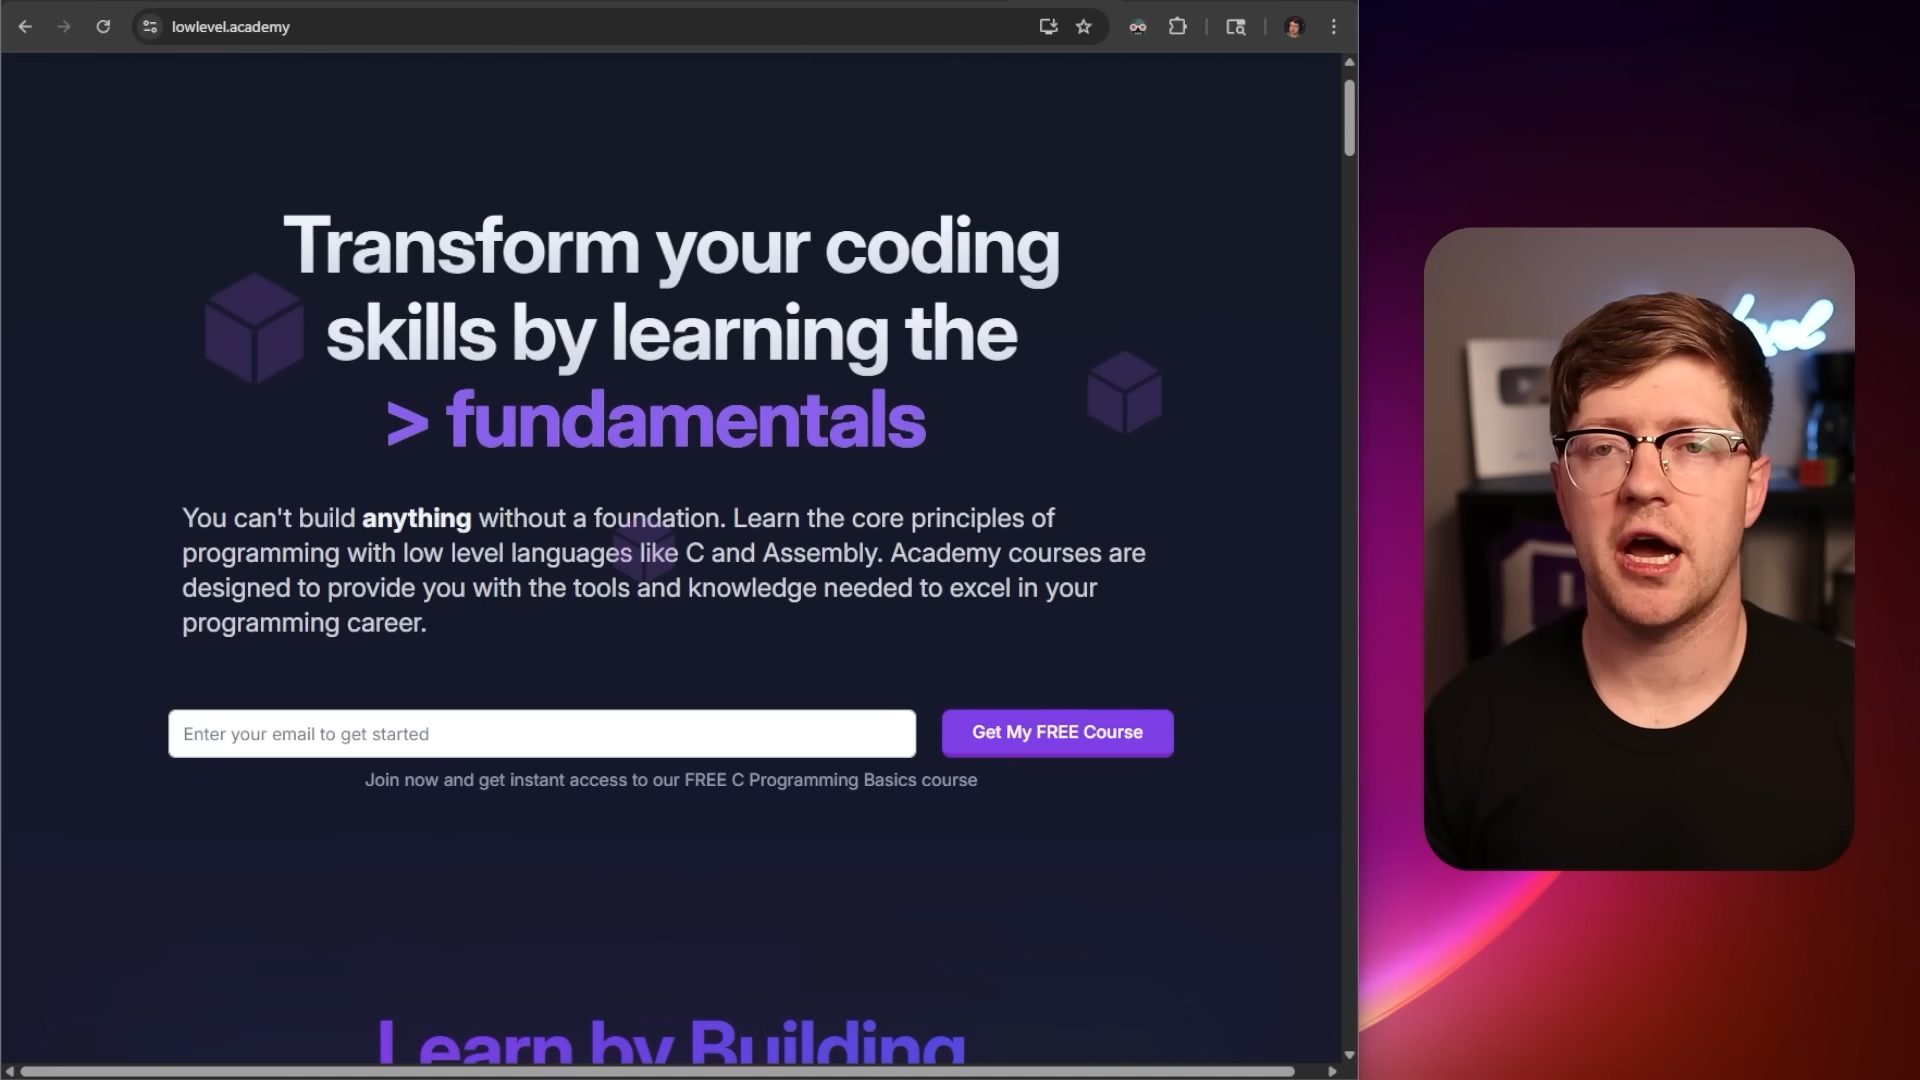 lowlevel.academy
Transform your coding
skills by learning the
> fundamentals
You can't build anything without a foundation. Learn the core principles of
programming with low level languages like C and Assembly. Academy courses are
designed to provide you with the tools and knowledge needed to excel in your
programming career.
Enter your email to get started
Get My FREE Course
Join now and get instant access to our FREE C Programming Basics course
Learn by Building